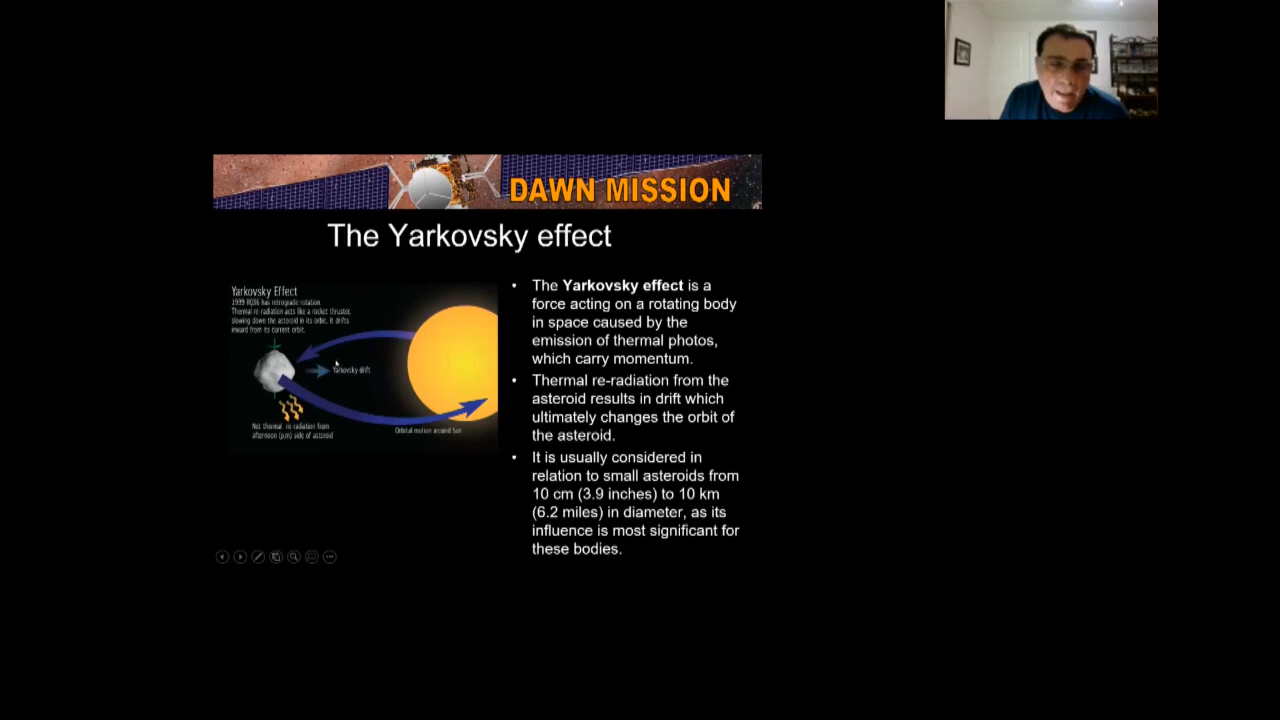 DAWN MISSION
The Yarkovsky effect
Yarkovsky Effect
1999 RQ36 has retrograde rotation.
Thermal re radiation acts like a rocket thruster,
slowing down the asteroid in its orbit. It drifts
inward from its current orbit.
Yarkovsky drift
Net thermal re radiation from
afternoon (p.m) side of asteroid
Orbital motion around Sun
• The Yarkovsky effect is a
force acting on a rotating body
in space caused by the
emission of thermal photos,
which carry momentum.
• Thermal re-radiation from the
asteroid results in drift which
ultimately changes the orbit of
the asteroid.
• It is usually considered in
relation to small asteroids from
10 cm (3.9 inches) to 10 km
(6.2 miles) in diameter, as its
influence is most significant for
these bodies.